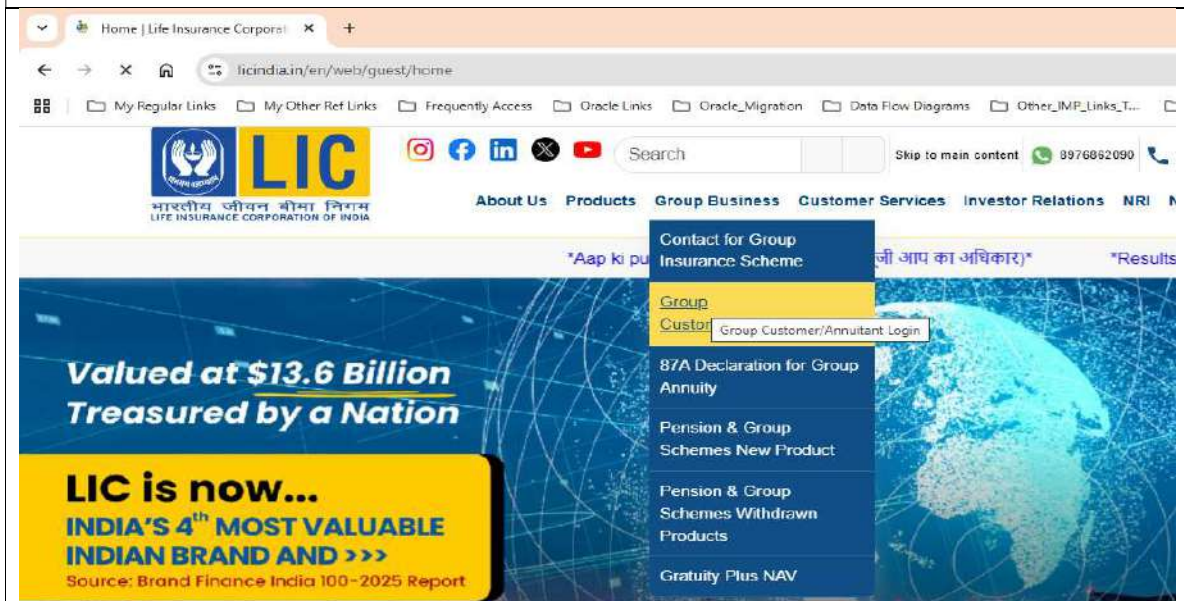 Home | Life Insurance Corporat
licindia.in/en/web/guest/home
My Regular Links
My Other Ref Links
Frequently Access
Oracle Links
Oracle_Migration
Data Flow Diagrams
Other_IMP_Links_T...
LIC
भारतीय जीवन बीमा निगम
LIFE INSURANCE CORPORATION OF INDIA
Search
Skip to main content
8976862090
About Us Products Group Business Customer Services Investor Relations NRI N
*Aap ki pu
जी आप का अधिकार)*
*Results
Contact for Group
Insurance Scheme
Group
Custor
Group Customer/Annuitant Login
87A Declaration for Group
Annuity
Pension & Group
Schemes New Product
Pension & Group
Schemes Withdrawn
Products
Gratuity Plus NAV
Valued at $13.6 Billion
Treasured by a Nation
LIC is now...
INDIA'S 4th MOST VALUABLE
INDIAN BRAND AND >>>
Source: Brand Finance India 100-2025 Report